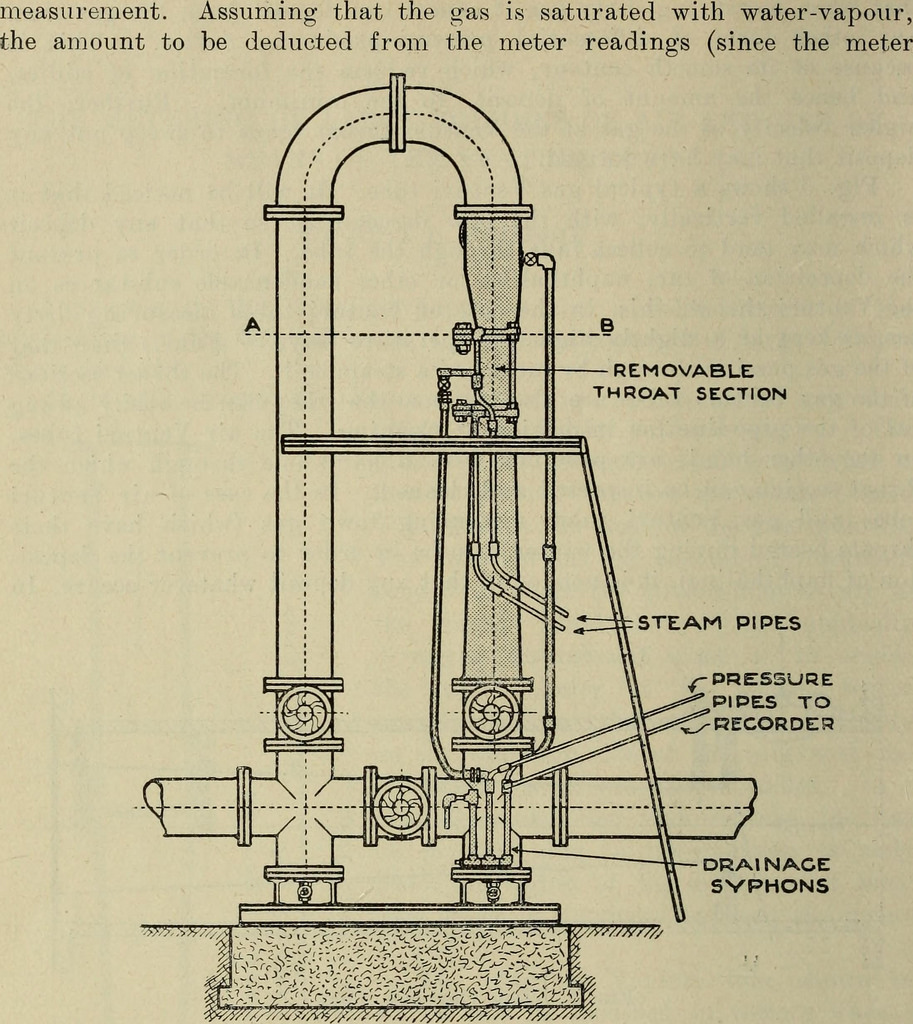 measurement. Assuming that the gas is saturated with water-vapour,
the amount to be deducted from the meter readings (since the meter
A
B
REMOVABLE
THROAT SECTION
STEAM PIPES
PRESSURE
PIPES TO
RECORDER
DRAINAGE
SYPHONS